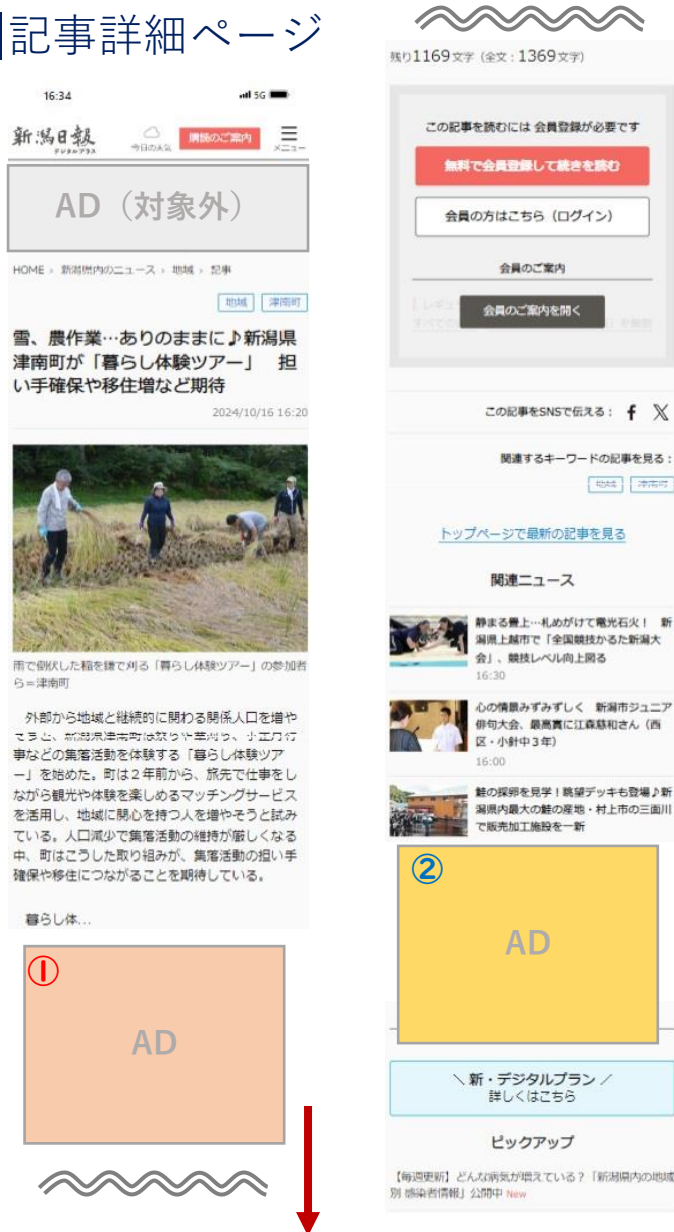 記事詳細ページ
16:34
5G
新潟日報
デジタルプラス
今日の天気
購読のご案内
メニュー
AD（対象外）
HOME › 新潟県内のニュース › 地域 › 記事
地域
津南町
雪、農作業…ありのままに♪新潟県
津南町が「暮らし体験ツアー」　担
い手確保や移住増など期待
2024/10/16 16:20
雨で倒伏した稲を鎌で刈る「暮らし体験ツアー」の参加者
ら＝津南町
外部から地域と継続的に関わる関係人口を増や
事などの集落活動を体験する「暮らし体験ツア
ー」を始めた。町は２年前から、旅先で仕事をし
ながら観光や体験を楽しめるマッチングサービス
を活用し、地域に関心を持つ人を増やそうと試み
ている。人口減少で集落活動の維持が厳しくなる
中、町はこうした取り組みが、集落活動の担い手
確保や移住につながることを期待している。
暮らし体…
①
AD
残り1169文字（全文：1369文字）
この記事を読むには 会員登録が必要です
無料で会員登録して続きを読む
会員の方はこちら（ログイン）
会員のご案内
会員のご案内を開く
この記事をSNSで伝える：
関連するキーワードの記事を見る：
地域
津南町
トップページで最新の記事を見る
関連ニュース
静まる畳上…札めがけて電光石火！　新
潟県上越市で「全国競技かるた新潟大
会」、競技レベル向上図る
16:30
心の情景みずみずしく　新潟市ジュニア
俳句大会、最高賞に江森慈和さん（西
区・小針中３年）
16:00
鮭の採卵を見学！眺望デッキも登場♪新
潟県内最大の鮭の産地・村上市の三面川
で販売加工施設を一新
②
AD
＼ 新・デジタルプラン ／
詳しくはこちら
ピックアップ
【毎週更新】どんな病気が増えている？「新潟県内の地域
別 感染者情報」公開中 New